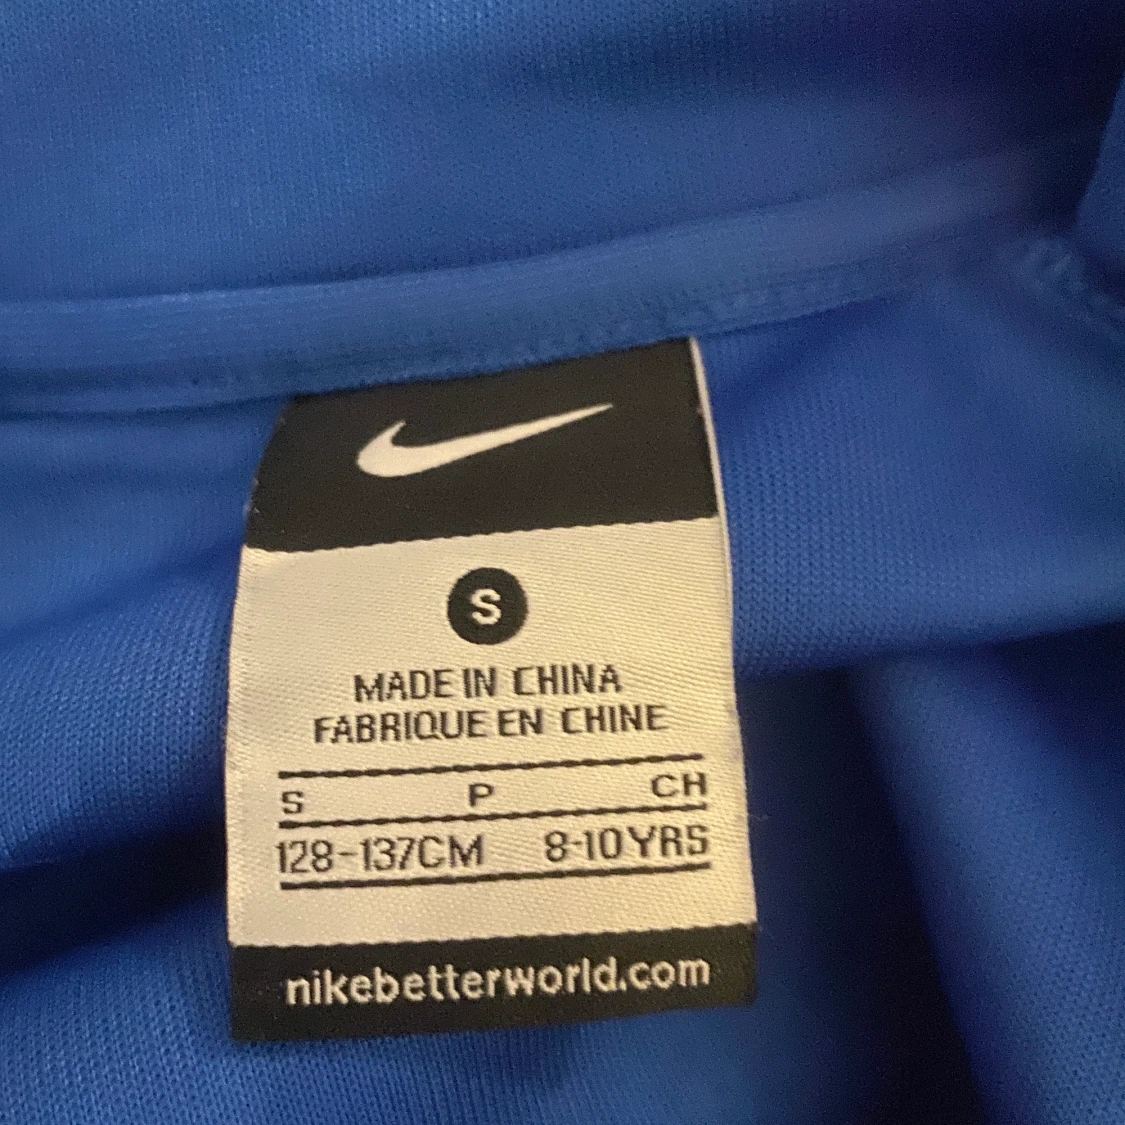 S
MADE IN CHINA
FABRIQUE EN CHINE
S P CH
128-137CM 8-10YRS
nikebetterworld.com